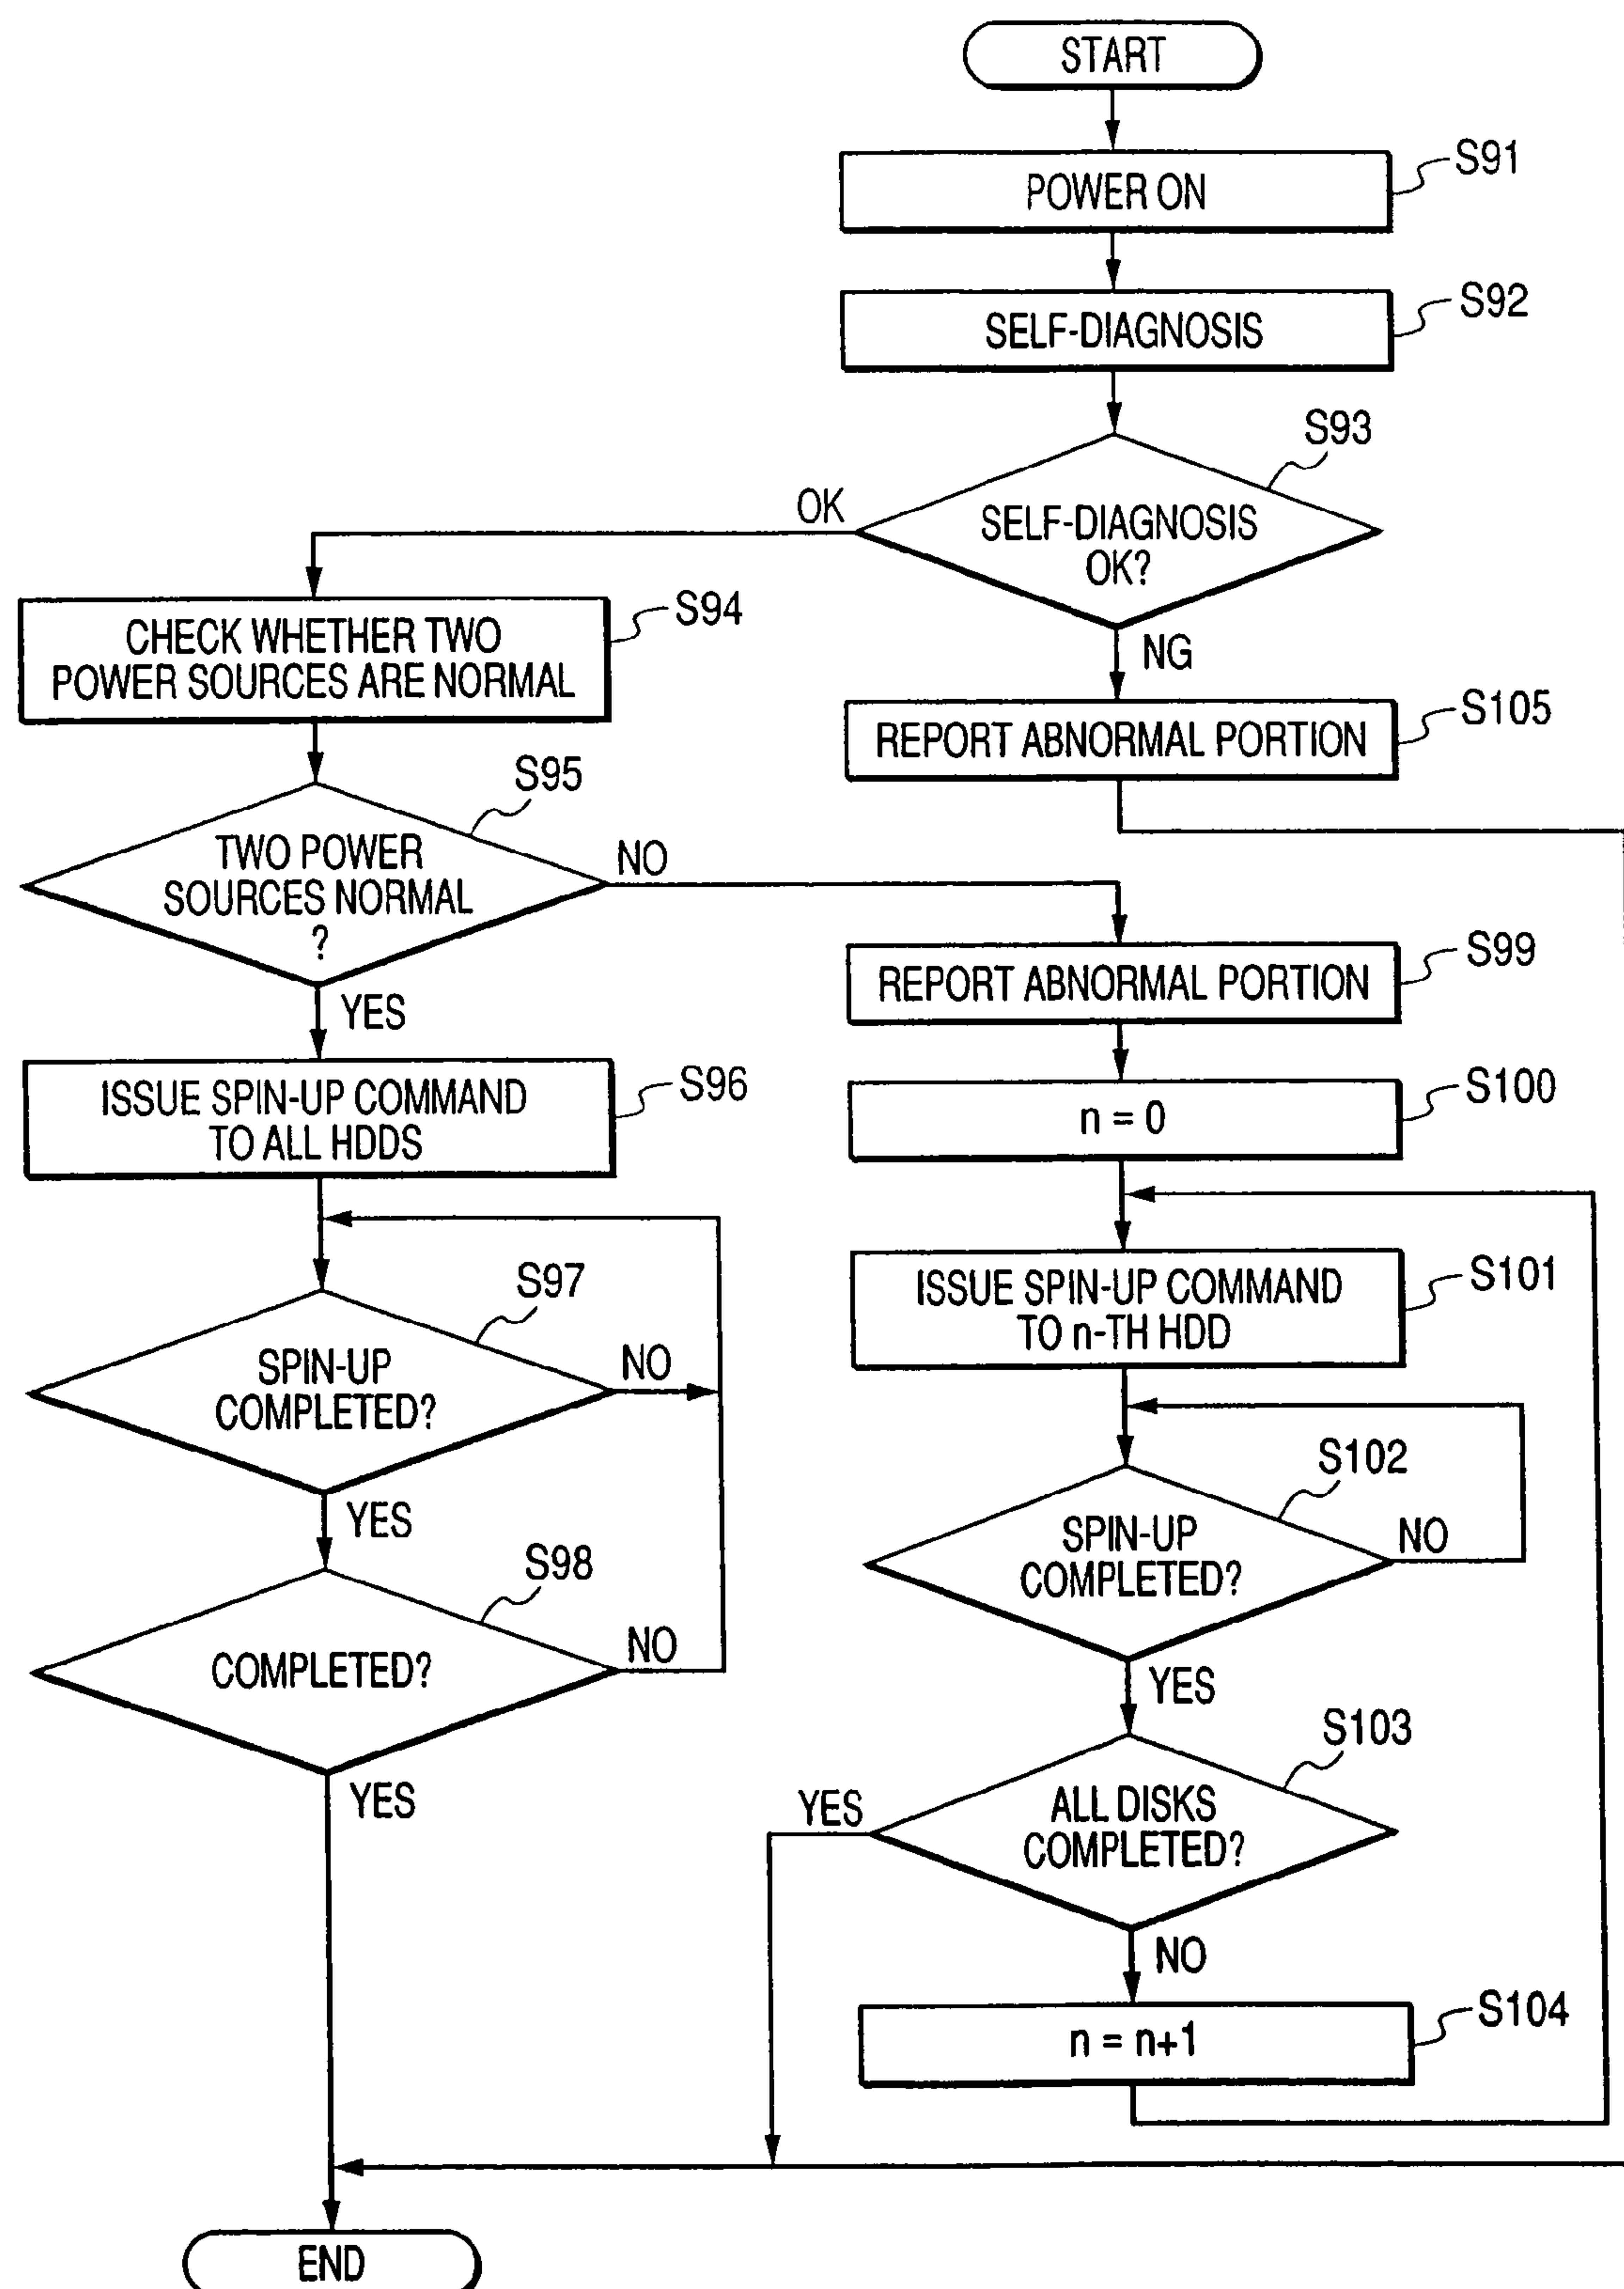 START
POWER ON
S91
SELF-DIAGNOSIS
S92
SELF-DIAGNOSIS
OK?
S93
OK
NG
CHECK WHETHER TWO
POWER SOURCES ARE NORMAL
S94
REPORT ABNORMAL PORTION
S105
TWO POWER
SOURCES NORMAL
?
S95
NO
YES
REPORT ABNORMAL PORTION
S99
ISSUE SPIN-UP COMMAND
TO ALL HDDS
S96
n = 0
S100
ISSUE SPIN-UP COMMAND
TO n-TH HDD
S101
SPIN-UP
COMPLETED?
S97
NO
YES
SPIN-UP
COMPLETED?
S102
NO
YES
COMPLETED?
S98
NO
YES
ALL DISKS
COMPLETED?
S103
YES
NO
n = n+1
S104
END